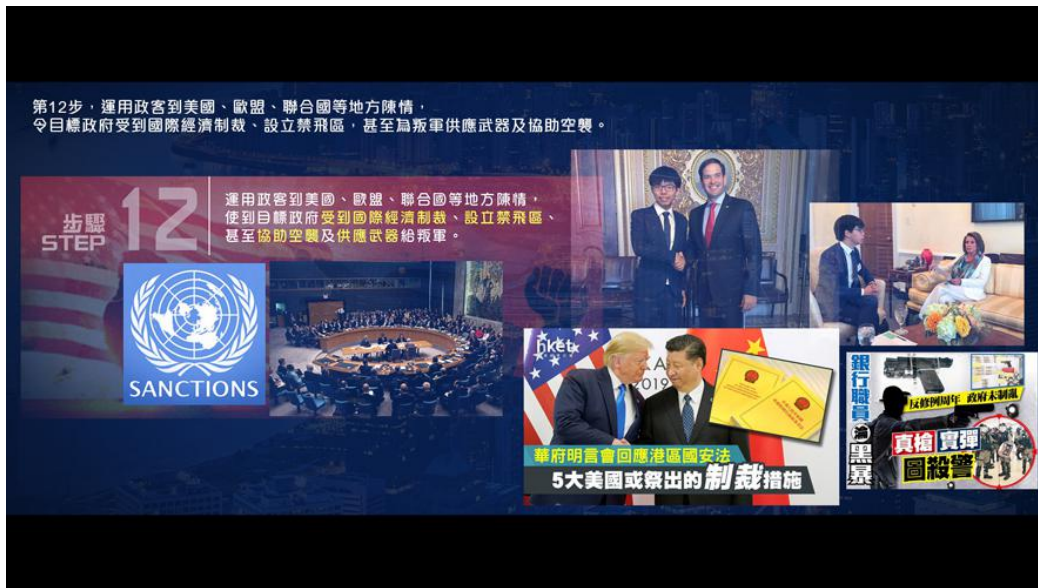 第12步，運用政客到美國、歐盟、聯合國等地方陳情，
令目標政府受到國際經濟制裁、設立禁飛區，甚至為叛軍供應武器及協助空襲。
步驟
STEP
12
運用政客到美國、歐盟、聯合國等地方陳情，
使到目標政府受到國際經濟制裁、設立禁飛區、
甚至協助空襲及供應武器給叛軍。
SANCTIONS
hket
2019
華府明言會回應港區國安法
5大美國或祭出的制裁措施
銀行職員淪黑暴
反修例周年 政府未制亂
真槍實彈
圖殺警